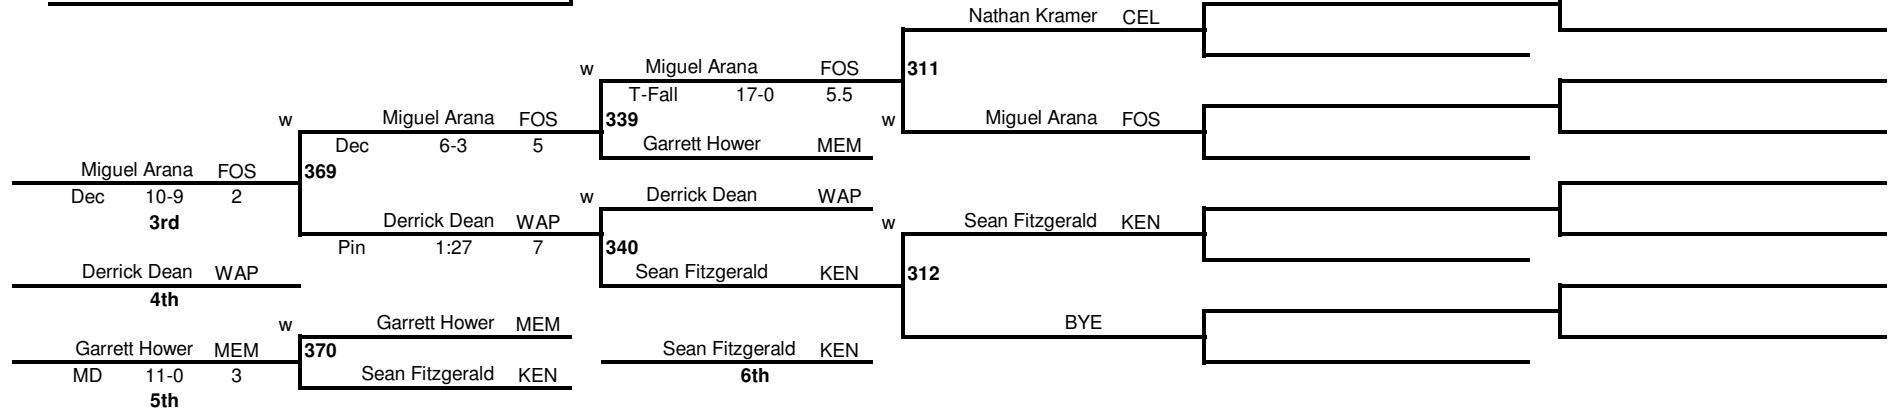 Nathan Kramer CEL
w Miguel Arana FOS 311
T-Fall 17-0 5.5
w Miguel Arana FOS 339 w Miguel Arana FOS
Dec 6-3 5 Garrett Hower MEM
Miguel Arana FOS 369
Dec 10-9 2 w Derrick Dean WAP
3rd Derrick Dean WAP w Sean Fitzgerald KEN
Pin 1:27 7 340
Derrick Dean WAP Sean Fitzgerald KEN 312
4th
w Garrett Hower MEM BYE
Garrett Hower MEM 370 Sean Fitzgerald KEN
MD 11-0 3 Sean Fitzgerald KEN 6th
5th